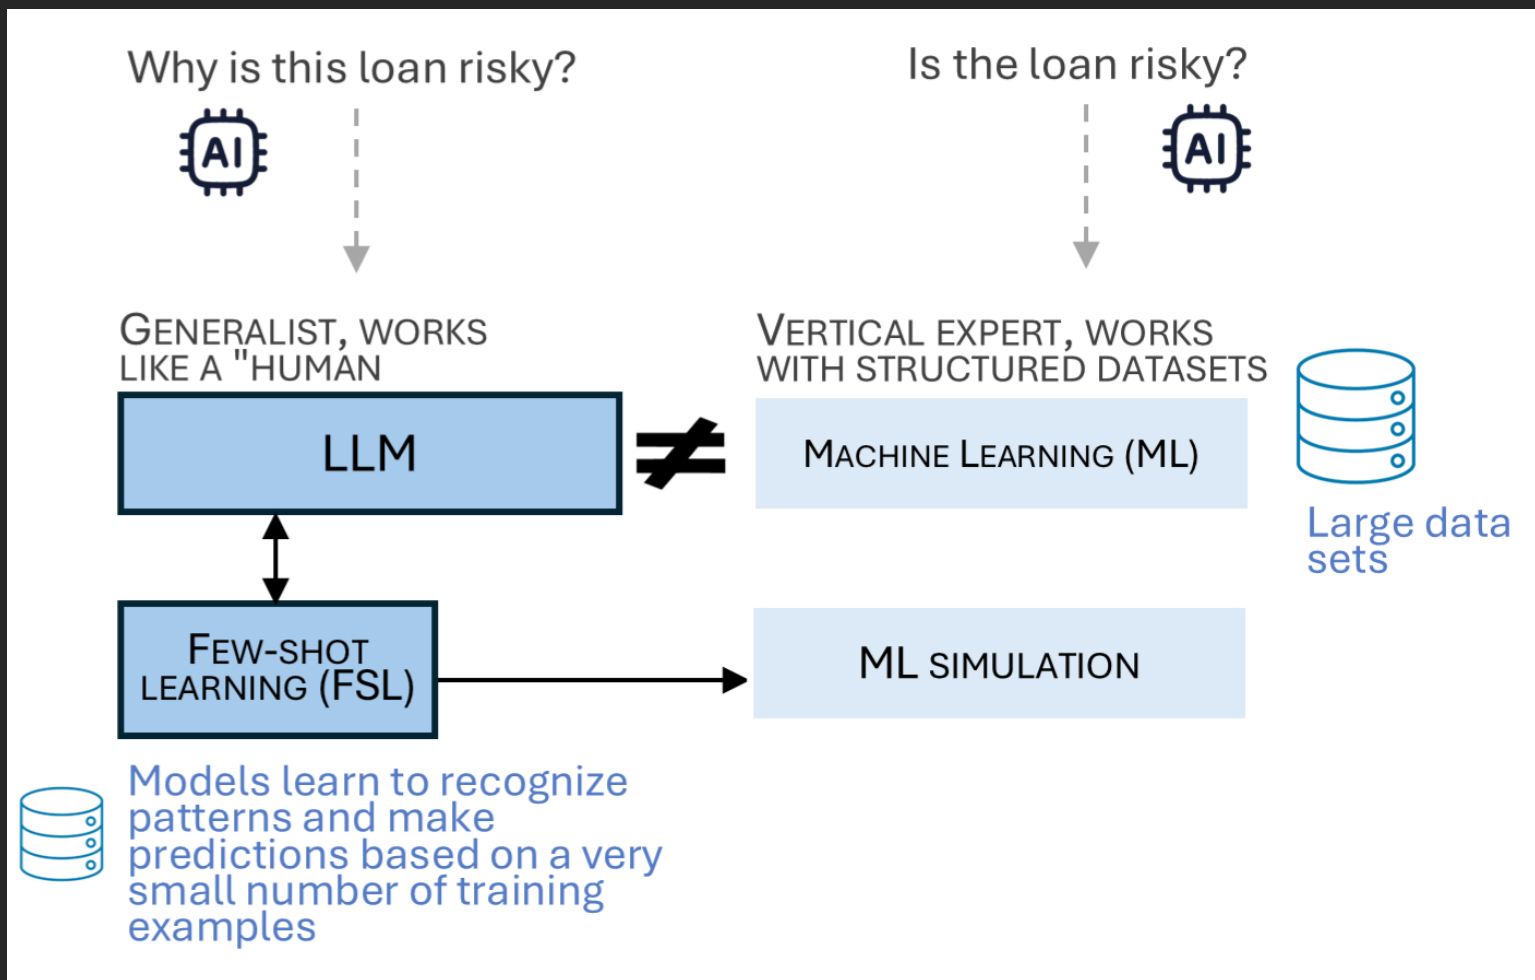 Why is this loan risky?
AI
Is the loan risky?
AI
GENERALIST, WORKS
LIKE A "HUMAN
LLM
≠
VERTICAL EXPERT, WORKS
WITH STRUCTURED DATASETS
MACHINE LEARNING (ML)
Large data
sets
FEW-SHOT
LEARNING (FSL)
ML SIMULATION
Models learn to recognize
patterns and make
predictions based on a very
small number of training
examples